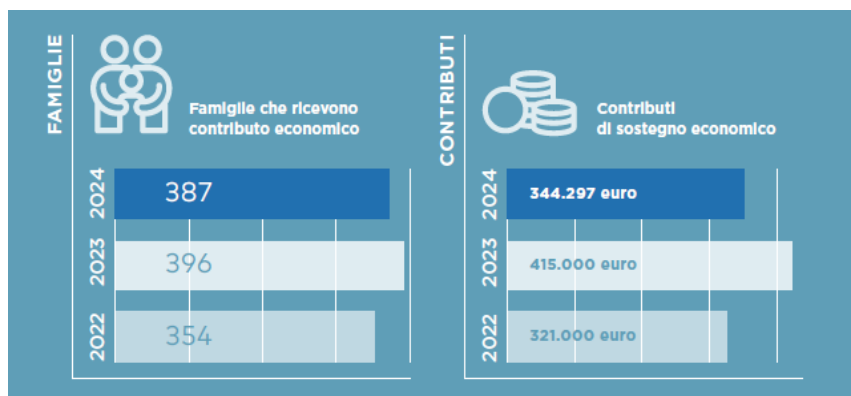 FAMIGLIE
Famiglie che ricevono
contributo economico
2024
387
2023
396
2022
354
CONTRIBUTI
Contributi
di sostegno economico
2024
344.297 euro
2023
415.000 euro
2022
321.000 euro